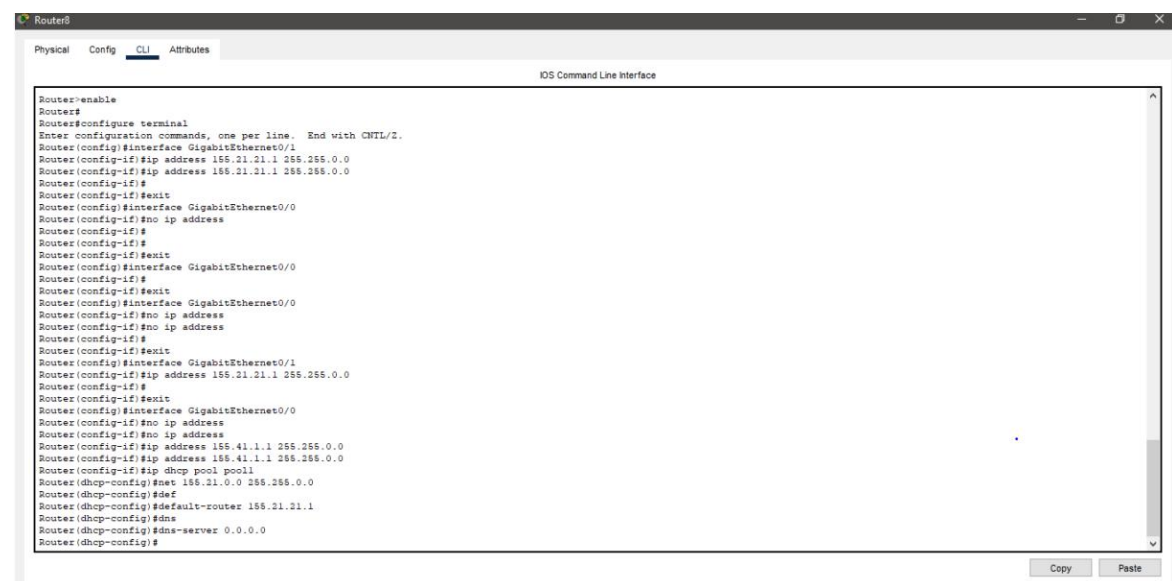 Router8
Physical Config CLI Attributes
IOS Command Line Interface
Router>enable
Router#
Router#configure terminal
Enter configuration commands, one per line. End with CNTL/Z.
Router(config)#interface GigabitEthernet0/1
Router(config-if)#ip address 155.21.21.1 255.255.0.0
Router(config-if)#ip address 155.21.21.1 255.255.0.0
Router(config-if)#
Router(config-if)#exit
Router(config)#interface GigabitEthernet0/0
Router(config-if)#no ip address
Router(config-if)#
Router(config-if)#
Router(config-if)#exit
Router(config)#interface GigabitEthernet0/0
Router(config-if)#
Router(config-if)#exit
Router(config)#interface GigabitEthernet0/0
Router(config-if)#no ip address
Router(config-if)#no ip address
Router(config-if)#
Router(config-if)#exit
Router(config)#interface GigabitEthernet0/1
Router(config-if)#ip address 155.21.21.1 255.255.0.0
Router(config-if)#
Router(config-if)#exit
Router(config)#interface GigabitEthernet0/0
Router(config-if)#no ip address
Router(config-if)#no ip address
Router(config-if)#ip address 155.41.1.1 255.255.0.0
Router(config-if)#ip address 155.41.1.1 255.255.0.0
Router(config-if)#ip dhcp pool pool1
Router(dhcp-config)#net 155.21.0.0 255.255.0.0
Router(dhcp-config)#def
Router(dhcp-config)#default-router 155.21.21.1
Router(dhcp-config)#dns
Router(dhcp-config)#dns-server 0.0.0.0
Router(dhcp-config)#
Copy Paste